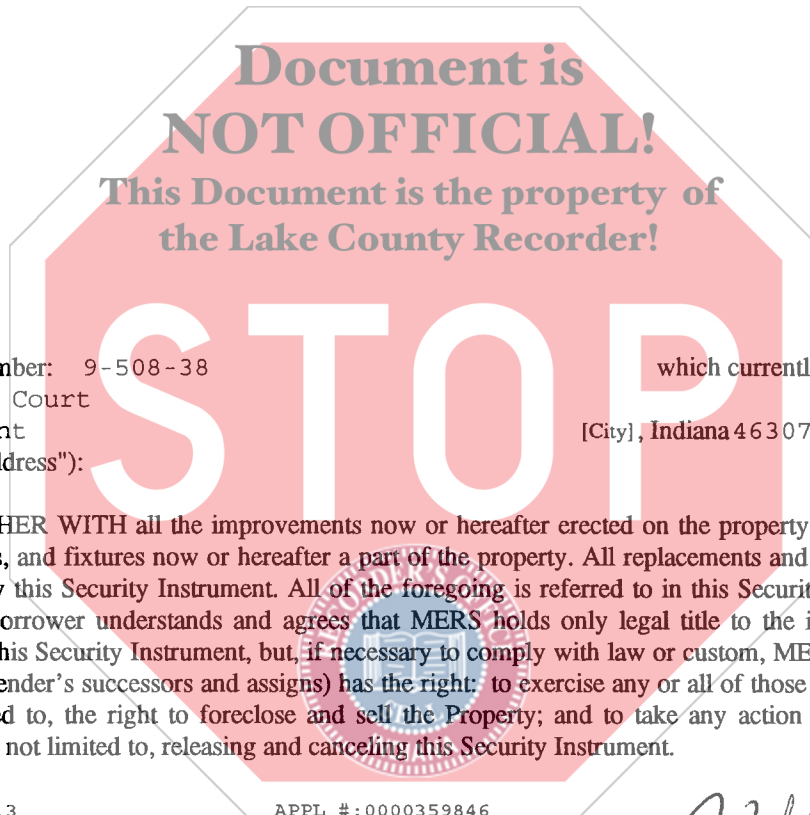 Document is
NOT OFFICIAL!
This Document is the property of
the Lake County Recorder!
STOP
mber: 9-508-38 which currentl
Court
nt [City], Indiana 46307
ddress"):
HER WITH all the improvements now or hereafter erected on the property
s, and fixtures now or hereafter a part of the property. All replacements and
y this Security Instrument. All of the foregoing is referred to in this Securit
orrower understands and agrees that MERS holds only legal title to the i
his Security Instrument, but, if necessary to comply with law or custom, ME
ender's successors and assigns) has the right: to exercise any or all of those
ed to, the right to foreclose and sell the Property; and to take any action
not limited to, releasing and canceling this Security Instrument.
13 APPL #:0000359846